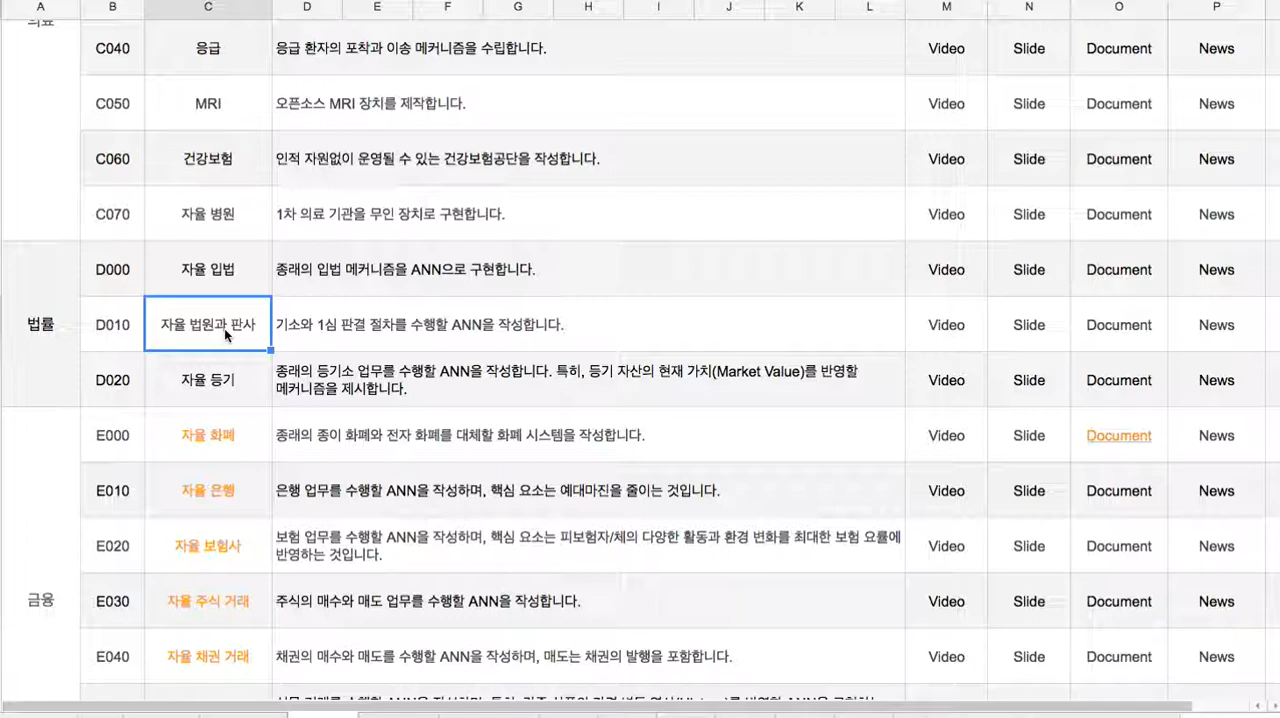 A B C D E F G H I J K L M N O P
의료
C040 응급 응급 환자의 포착과 이송 메커니즘을 수립합니다. Video Slide Document News
C050 MRI 오픈소스 MRI 장치를 제작합니다. Video Slide Document News
C060 건강보험 인적 자원없이 운영될 수 있는 건강보험공단을 작성합니다. Video Slide Document News
C070 자율 병원 1차 의료 기관을 무인 장치로 구현합니다. Video Slide Document News
D000 자율 입법 종래의 입법 메커니즘을 ANN으로 구현합니다. Video Slide Document News
법률 D010 자율 법원과 판사 기소와 1심 판결 절차를 수행할 ANN을 작성합니다. Video Slide Document News
D020 자율 등기 종래의 등기소 업무를 수행할 ANN을 작성합니다. 특히, 등기 자산의 현재 가치(Market Value)를 반영할 Video Slide Document News
메커니즘을 제시합니다.
E000 자율 화폐 종래의 종이 화폐와 전자 화폐를 대체할 화폐 시스템을 작성합니다. Video Slide Document News
E010 자율 은행 은행 업무를 수행할 ANN을 작성하며, 핵심 요소는 예대마진을 줄이는 것입니다. Video Slide Document News
E020 자율 보험사 보험 업무를 수행할 ANN을 작성하며, 핵심 요소는 피보험자/체의 다양한 활동과 환경 변화를 최대한 보험 요률에 Video Slide Document News
반영하는 것입니다.
금융 E030 자율 주식 거래 주식의 매수와 매도 업무를 수행할 ANN을 작성합니다. Video Slide Document News
E040 자율 채권 거래 채권의 매수와 매도를 수행할 ANN을 작성하며, 매도는 채권의 발행을 포함합니다. Video Slide Document News